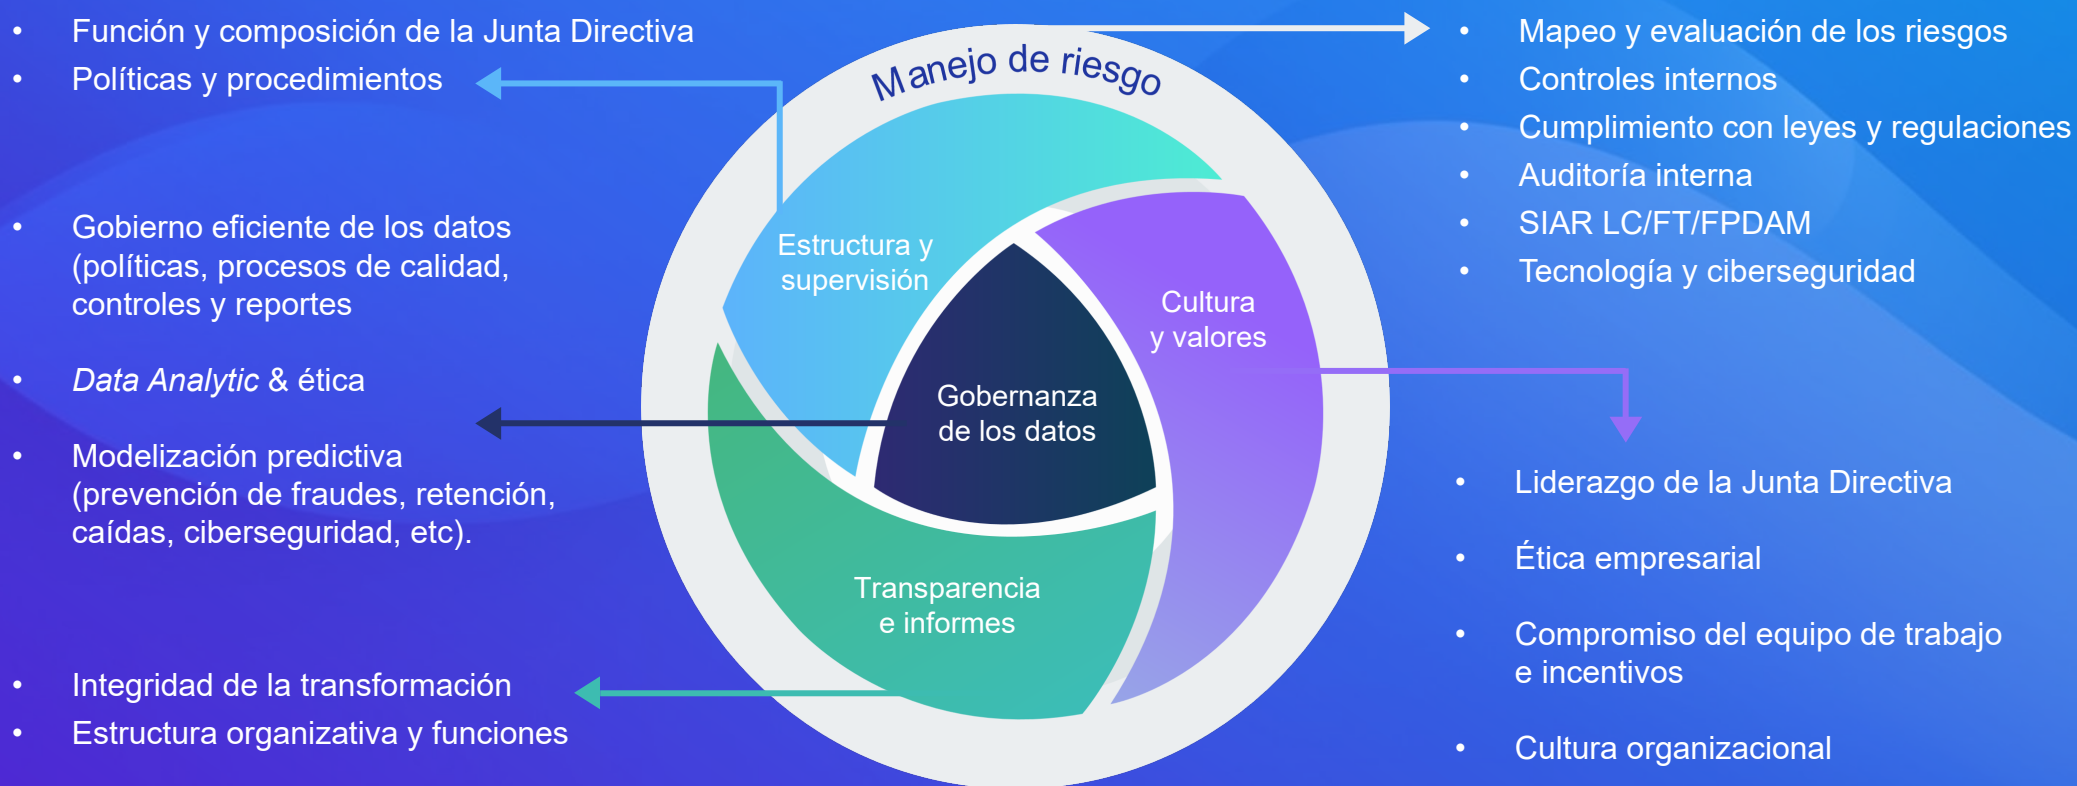 • Función y composición de la Junta Directiva
• Políticas y procedimientos
• Gobierno eficiente de los datos
(políticas, procesos de calidad,
controles y reportes
• Data Analytic & ética
• Modelización predictiva
(prevención de fraudes, retención,
caídas, ciberseguridad, etc).
• Integridad de la transformación
• Estructura organizativa y funciones
Manejo de riesgo
Estructura y
supervisión
Cultura
y valores
Gobernanza
de los datos
Transparencia
e informes
• Mapeo y evaluación de los riesgos
• Controles internos
• Cumplimiento con leyes y regulaciones
• Auditoría interna
• SIAR LC/FT/FPDAM
• Tecnología y ciberseguridad
• Liderazgo de la Junta Directiva
• Ética empresarial
• Compromiso del equipo de trabajo
e incentivos
• Cultura organizacional